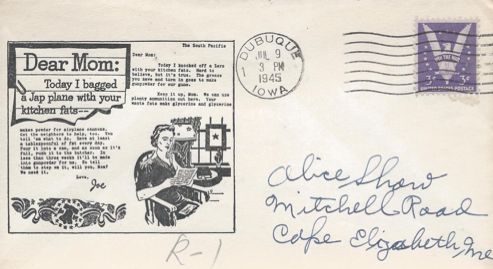 The South Pacific
Dear Mom:
Today I bagged
a Jap plane with your
kitchen fats--
Dear Mom:
Today I knocked off a Zero
with your kitchen fats. Hard to
believe, but it's true. The grease
you save and turn in goes to make
gunpowder for our guns.
Keep it up, Mom. We can use
plenty ammunition out here. Your
waste fats make glycerine and glycerine
makes powder for airplane cannons.
Get the neighbors to help, too. You
tell 'em what to do. Save at least
a tablespoonful of fat every day.
Pour it into a can, and as soon as it's
full, rush it to the butcher. In
less than three weeks it'll be made
into gunpowder for us. So tell
them to step on it, will you, Mom?
We need it.
Love,
Joe
DUBUQUE
1
JUL 9
3 PM
1945
IOWA
WIN THE WAR
3¢ 3¢
UNITED STATES POSTAGE
Alice Shaw
Mitchell Road
Cape Elizabeth, Me
R-1